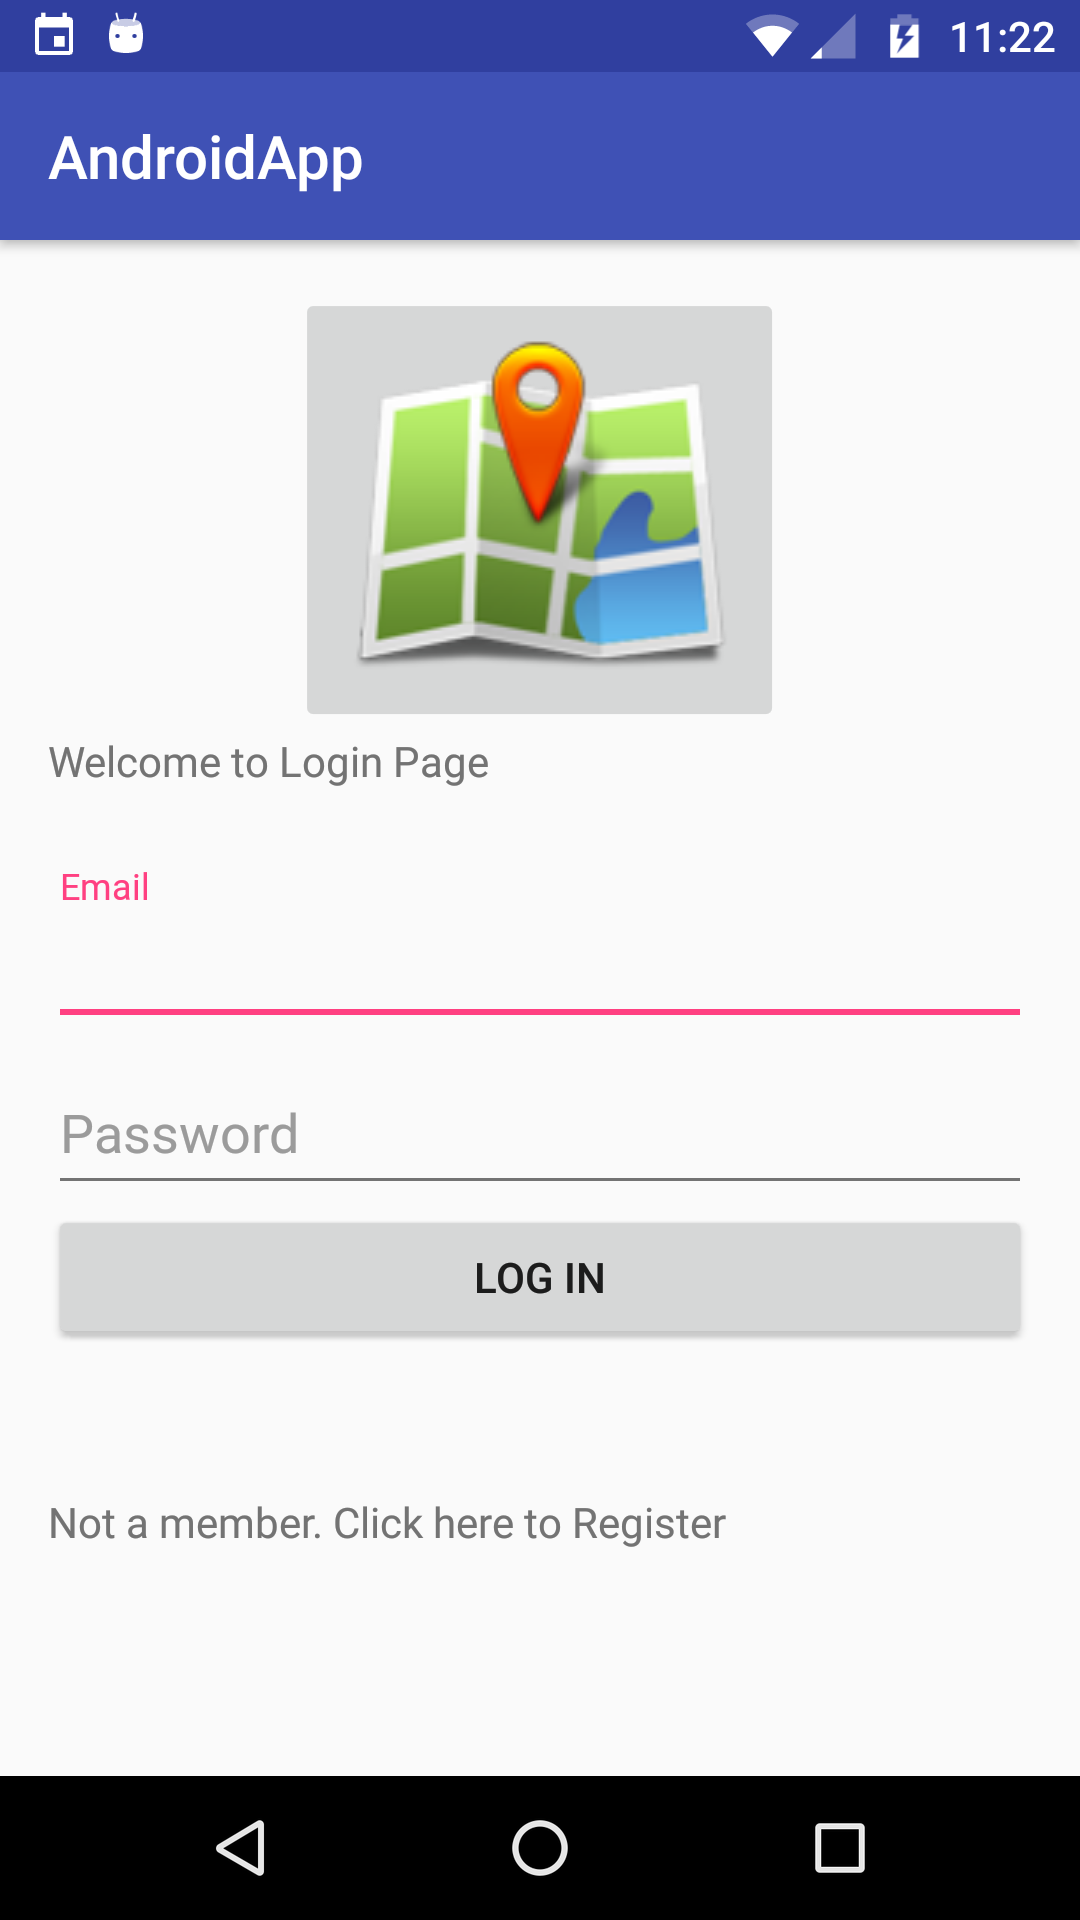 11:22
AndroidApp
Welcome to Login Page
Email
Password
LOG IN
Not a member. Click here to Register